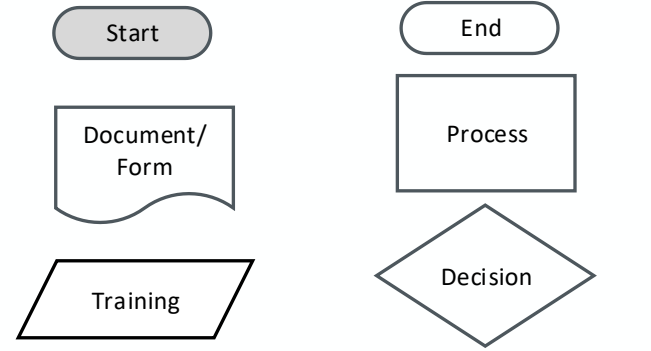 Start
End
Document/
Form
Process
Training
Decision